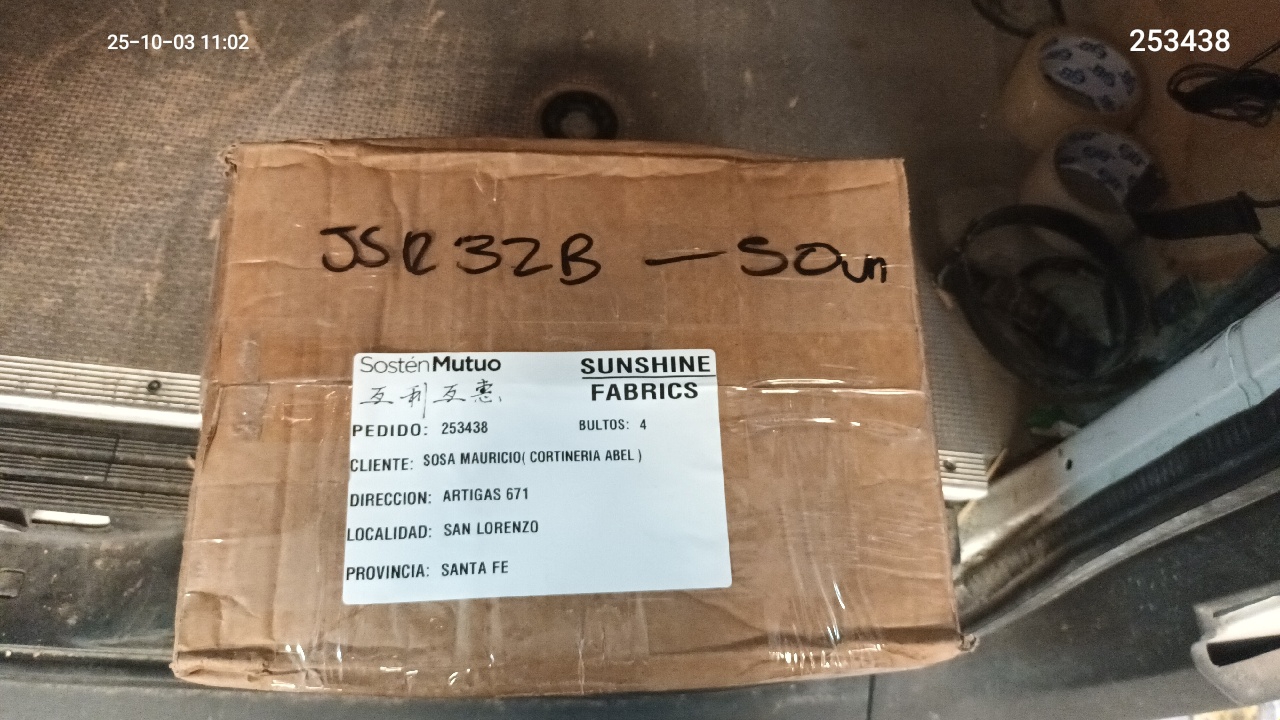 25-10-03 11:02
253438
JSR32B — 50un
SosténMutuo
互利互惠
SUNSHINE
FABRICS
PEDIDO: 253438
BULTOS: 4
CLIENTE: SOSA MAURICIO( CORTINERIA ABEL )
DIRECCION: ARTIGAS 671
LOCALIDAD: SAN LORENZO
PROVINCIA: SANTA FE